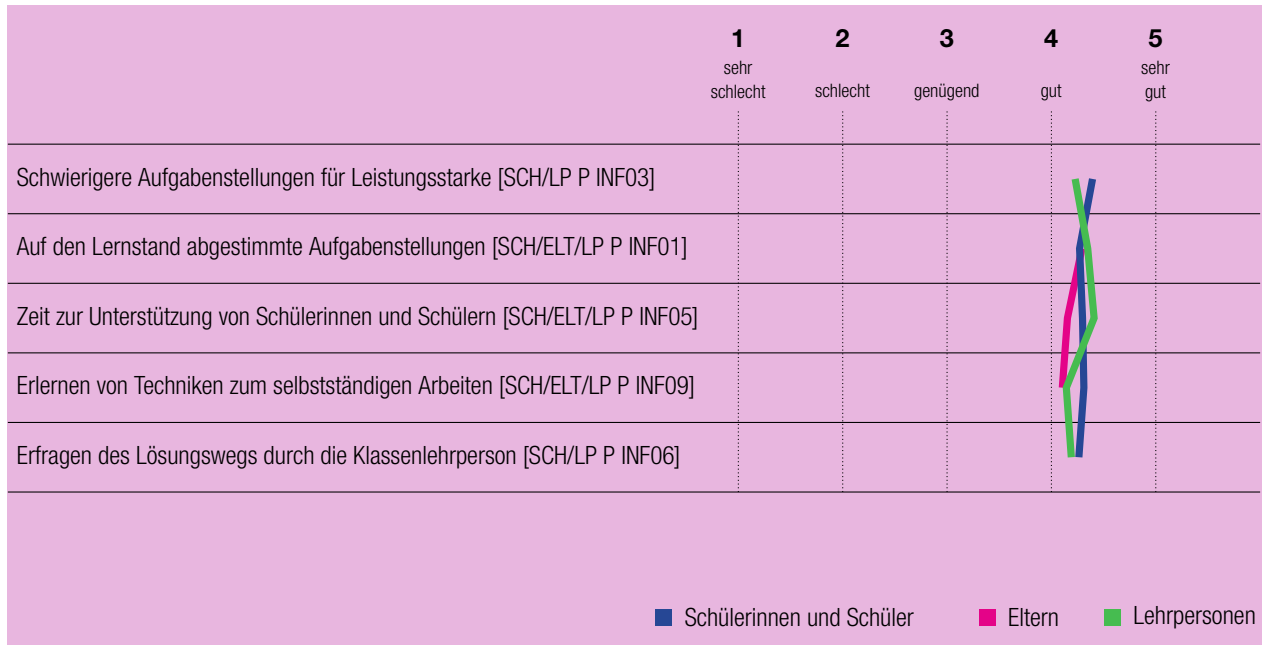 1 2 3 4 5
sehr schlecht schlecht genügend gut sehr gut
Schwierigere Aufgabenstellungen für Leistungsstarke [SCH/LP P INF03]
Auf den Lernstand abgestimmte Aufgabenstellungen [SCH/ELT/LP P INF01]
Zeit zur Unterstützung von Schülerinnen und Schülern [SCH/ELT/LP P INF05]
Erlernen von Techniken zum selbstständigen Arbeiten [SCH/ELT/LP P INF09]
Erfragen des Lösungswegs durch die Klassenlehrperson [SCH/LP P INF06]
Schülerinnen und Schüler Eltern Lehrpersonen